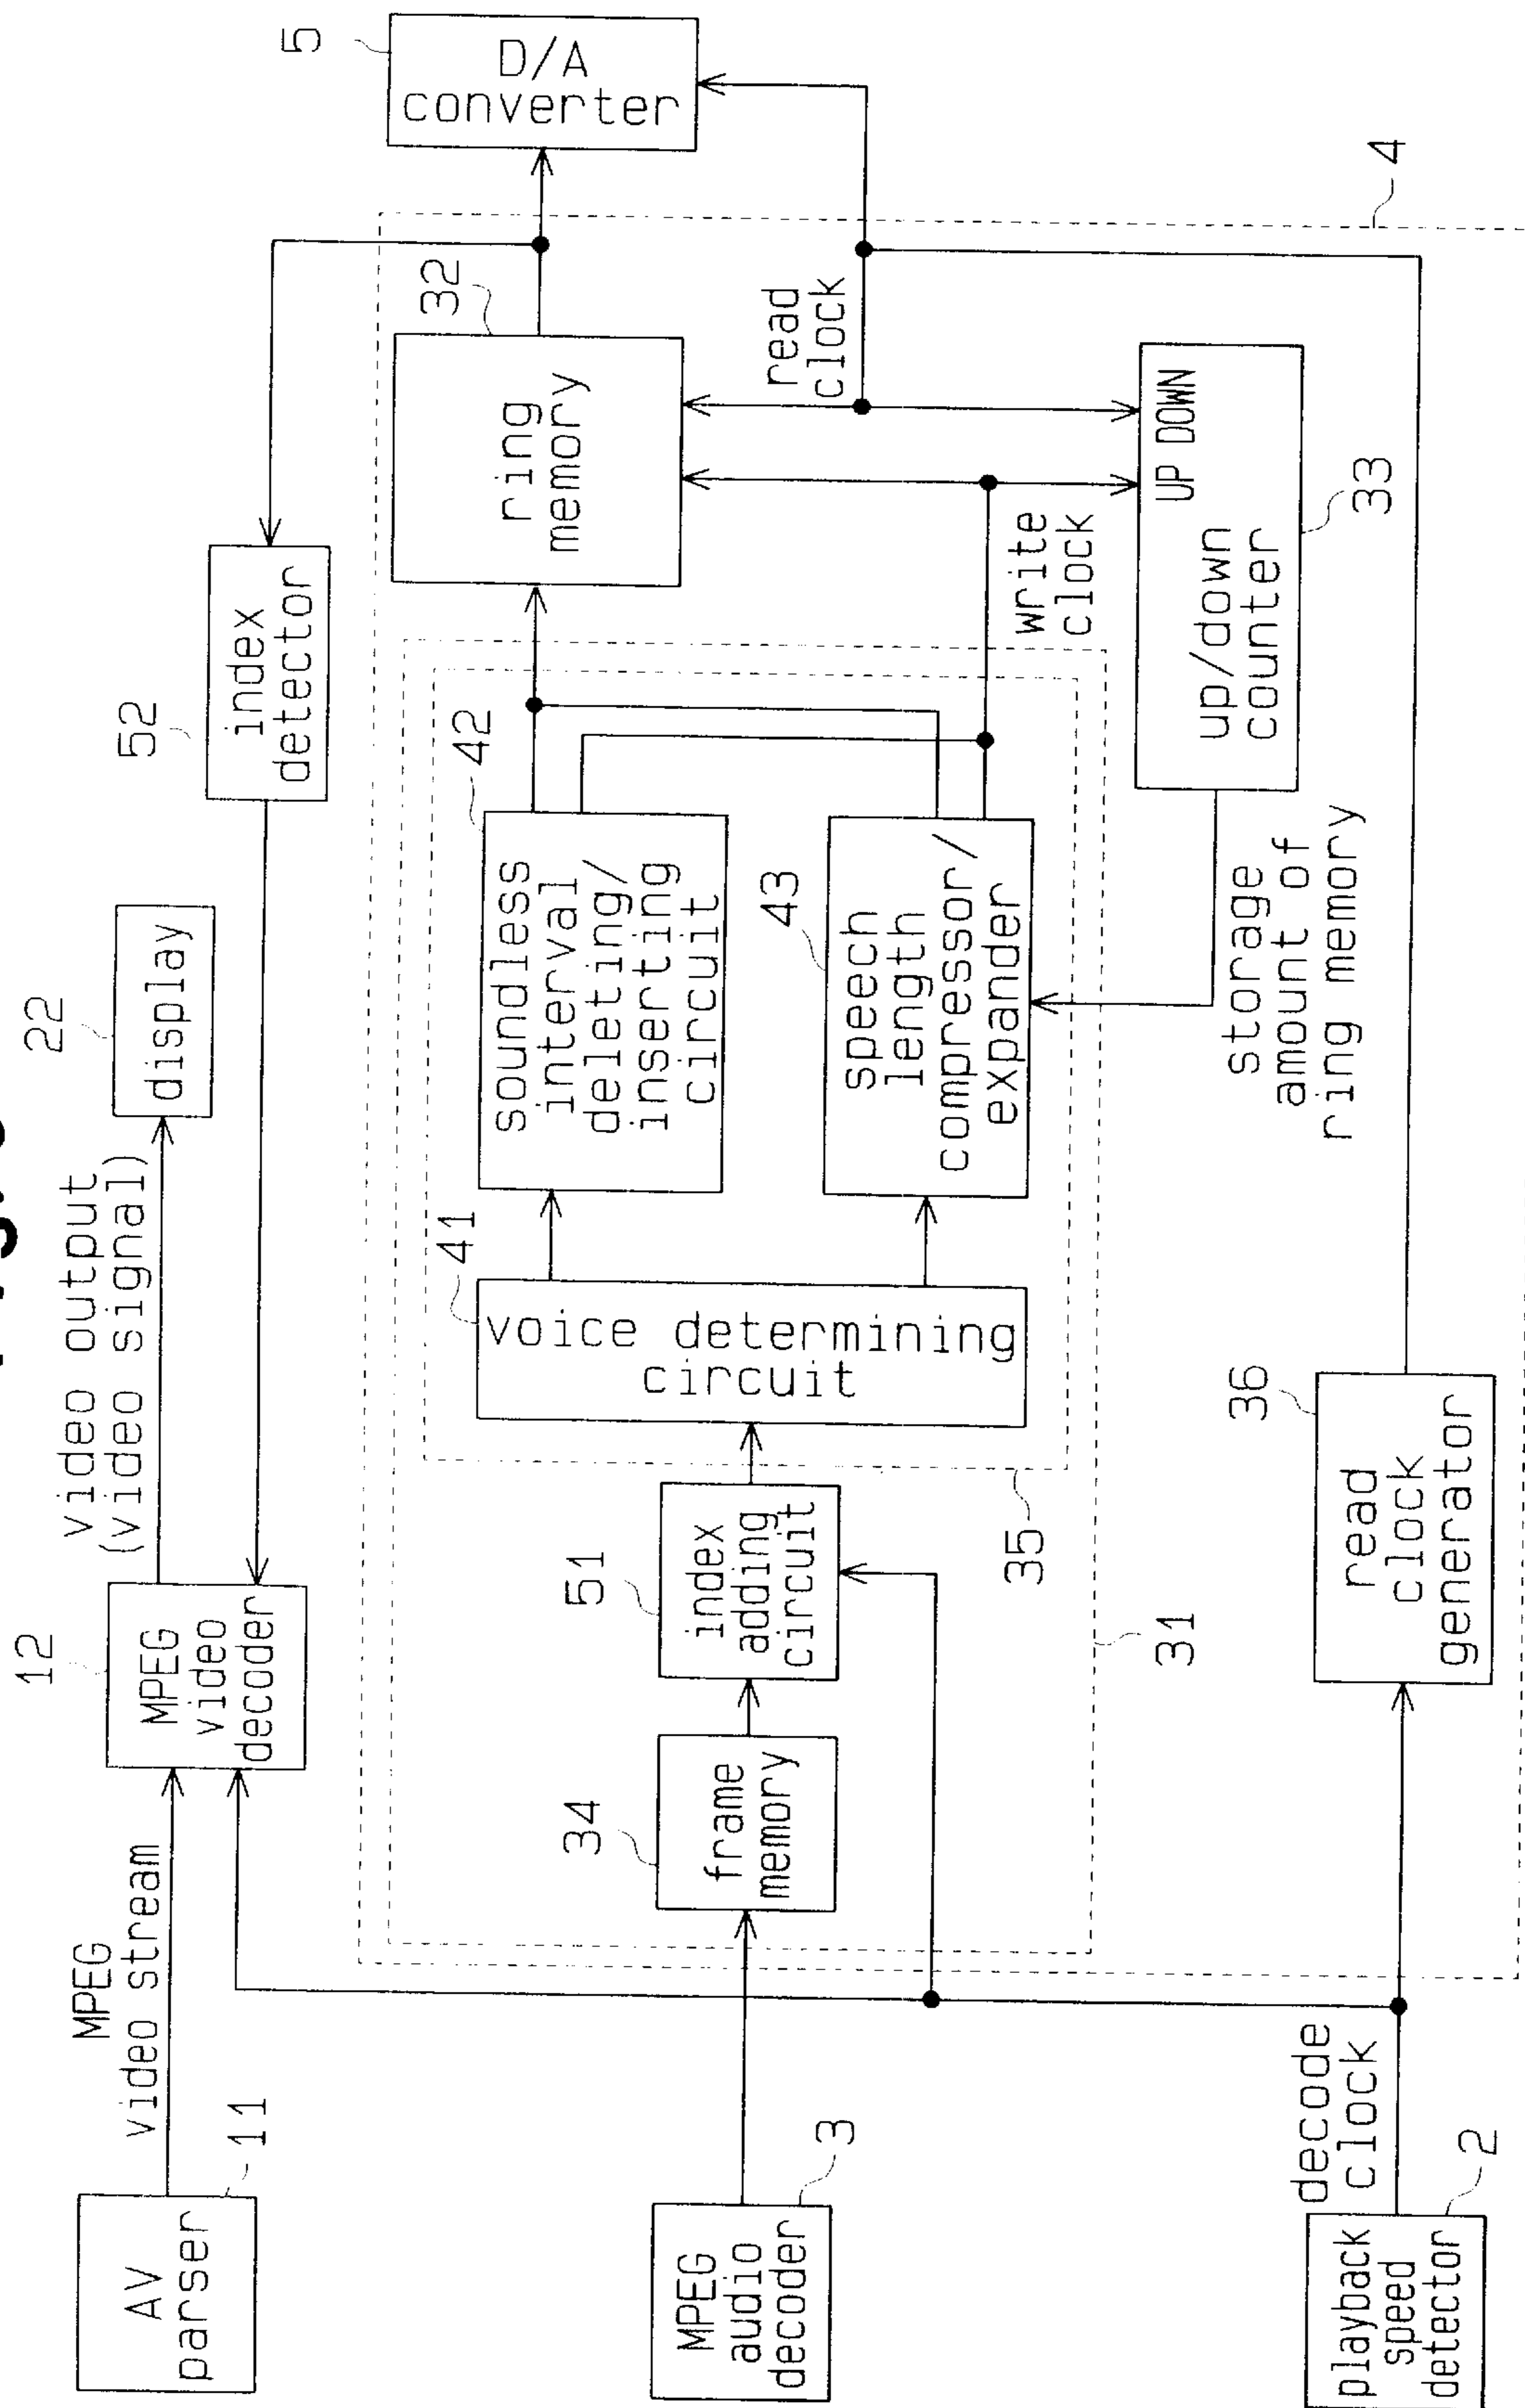 AV
parser
11
MPEG
video stream
12
MPEG
video
decoder
video output
(video signal)
22
display
52
index
detector
5
D/A
converter
MPEG
audio
decoder
3
34
frame
memory
51
index
adding
circuit
41
voice determining
circuit
42
soundless
interval
deleting/
inserting
circuit
43
speech
length
compressor/
expander
35
31
32
ring
memory
read
clock
write
clock
UP DOWN
up/down
counter
33
storage
amount of
ring memory
4
playback
speed
detector
2
decode
clock
36
read
clock
generator